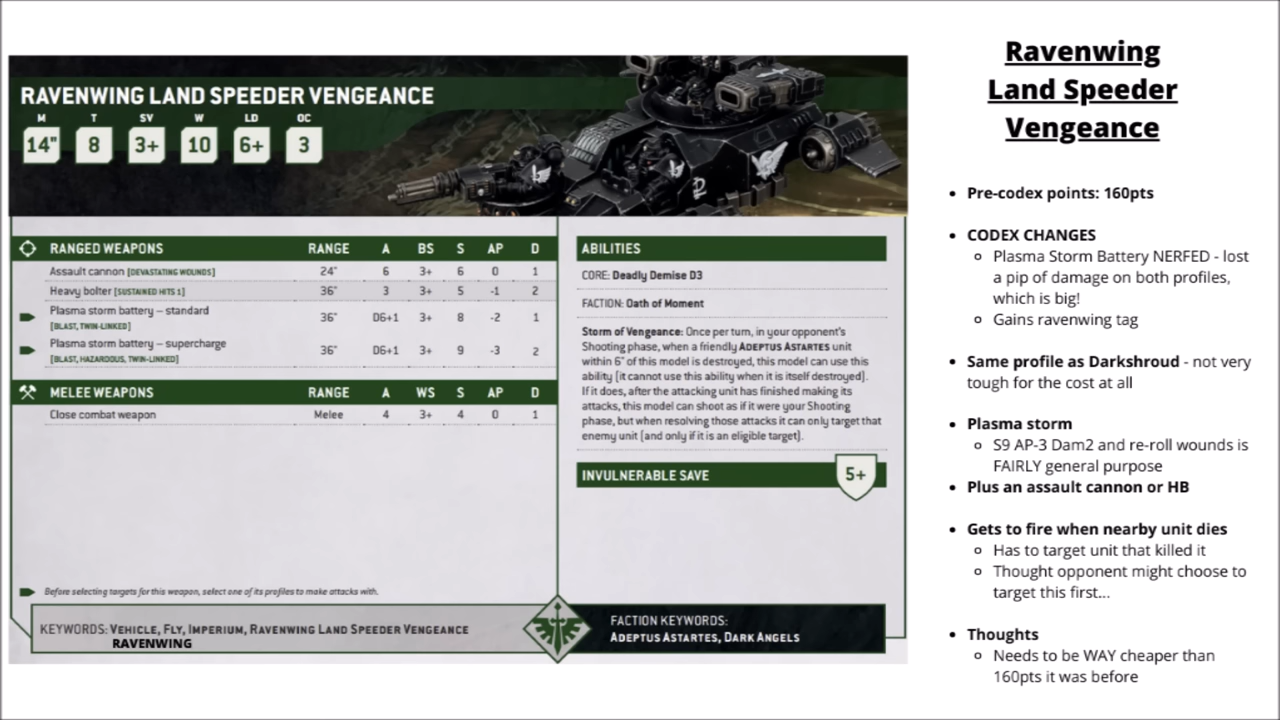 RAVENWING LAND SPEEDER VENGEANCE
M T SV W LD OC
14" 8 3+ 10 6+ 3
RANGED WEAPONS RANGE A BS S AP D
Assault cannon [DEVASTATING WOUNDS] 24" 6 3+ 6 0 1
Heavy bolter [SUSTAINED HITS 1] 36" 3 3+ 5 -1 2
Plasma storm battery – standard
[BLAST, TWIN-LINKED] 36" D6+1 3+ 8 -2 1
Plasma storm battery – supercharge
[BLAST, HAZARDOUS, TWIN-LINKED] 36" D6+1 3+ 9 -3 2
MELEE WEAPONS RANGE A WS S AP D
Close combat weapon Melee 4 3+ 4 0 1
Before selecting targets for this weapon, select one of its profiles to make attacks with.
KEYWORDS: VEHICLE, FLY, IMPERIUM, RAVENWING LAND SPEEDER VENGEANCE
RAVENWING
ABILITIES
CORE: Deadly Demise D3
FACTION: Oath of Moment
Storm of Vengeance: Once per turn, in your opponent's
Shooting phase, when a friendly ADEPTUS ASTARTES unit
within 6" of this model is destroyed, this model can use this
ability (it cannot use this ability when it is itself destroyed).
If it does, after the attacking unit has finished making its
attacks, this model can shoot as if it were your Shooting
phase, but when resolving those attacks it can only target that
enemy unit (and only if it is an eligible target).
INVULNERABLE SAVE 5+
FACTION KEYWORDS:
ADEPTUS ASTARTES, DARK ANGELS
Ravenwing
Land Speeder
Vengeance
• Pre-codex points: 160pts
• CODEX CHANGES
○ Plasma Storm Battery NERFED - lost
a pip of damage on both profiles,
which is big!
○ Gains ravenwing tag
• Same profile as Darkshroud - not very
tough for the cost at all
• Plasma storm
○ S9 AP-3 Dam2 and re-roll wounds is
FAIRLY general purpose
• Plus an assault cannon or HB
• Gets to fire when nearby unit dies
○ Has to target unit that killed it
○ Thought opponent might choose to
target this first...
• Thoughts
○ Needs to be WAY cheaper than
160pts it was before